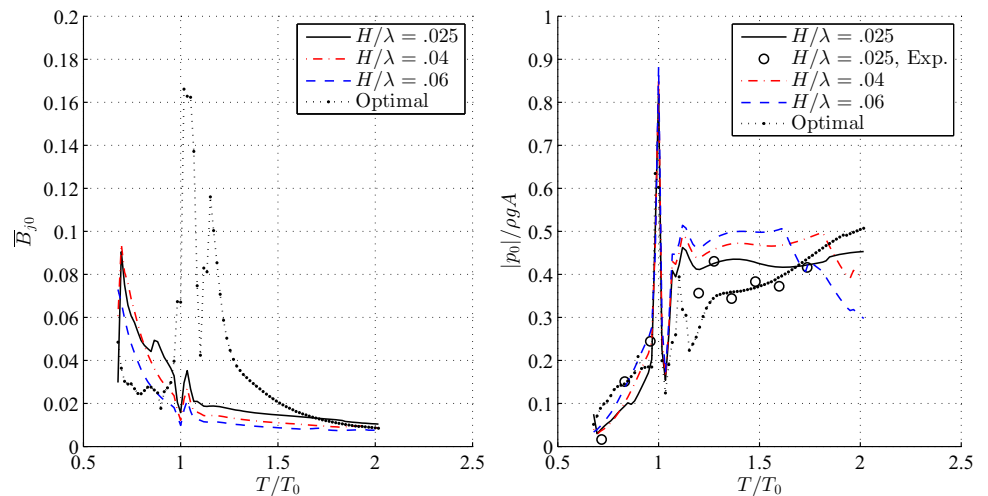 0.2
0.18
0.16
0.14
0.12
0.1
0.08
0.06
0.04
0.02
0
B̅_{j0}
0.5
1
1.5
2
2.5
T/T_0
H/λ = .025
H/λ = .04
H/λ = .06
Optimal
1
0.9
0.8
0.7
0.6
0.5
0.4
0.3
0.2
0.1
0
|p_0|/ρgA
0.5
1
1.5
2
2.5
T/T_0
H/λ = .025
H/λ = .025, Exp.
H/λ = .04
H/λ = .06
Optimal